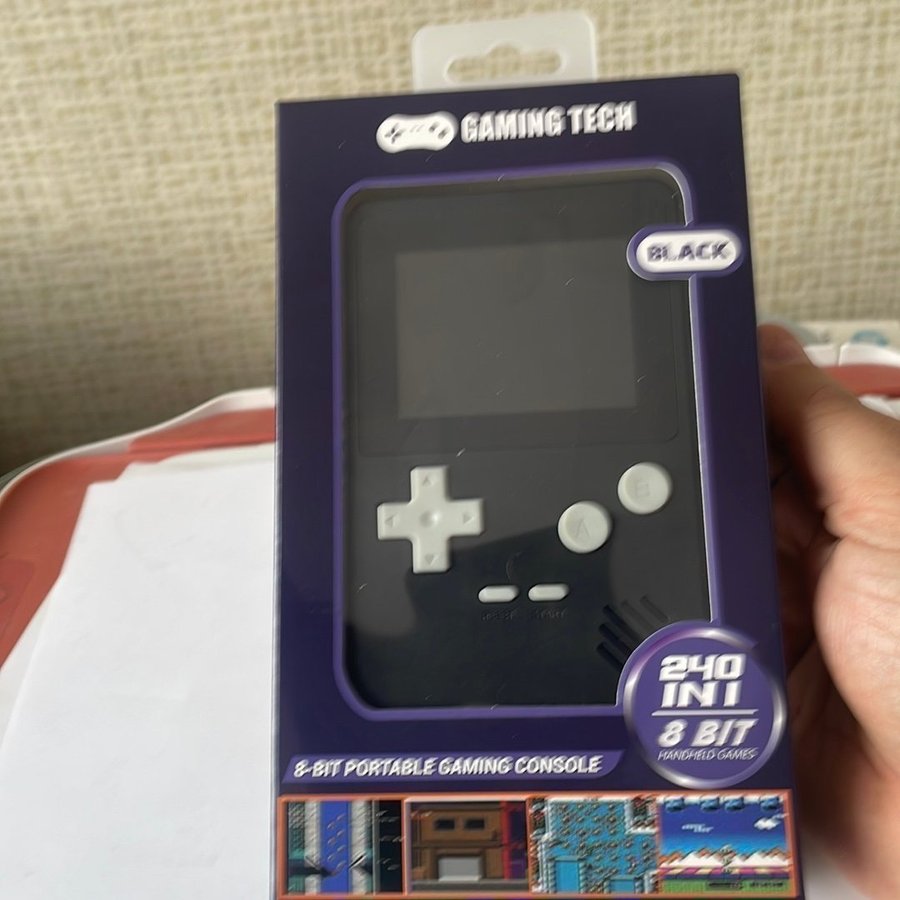 GAMING TECH
BLACK
A
240
IN 1
8 BIT
HANDHELD GAMES
8-BIT PORTABLE GAMING CONSOLE